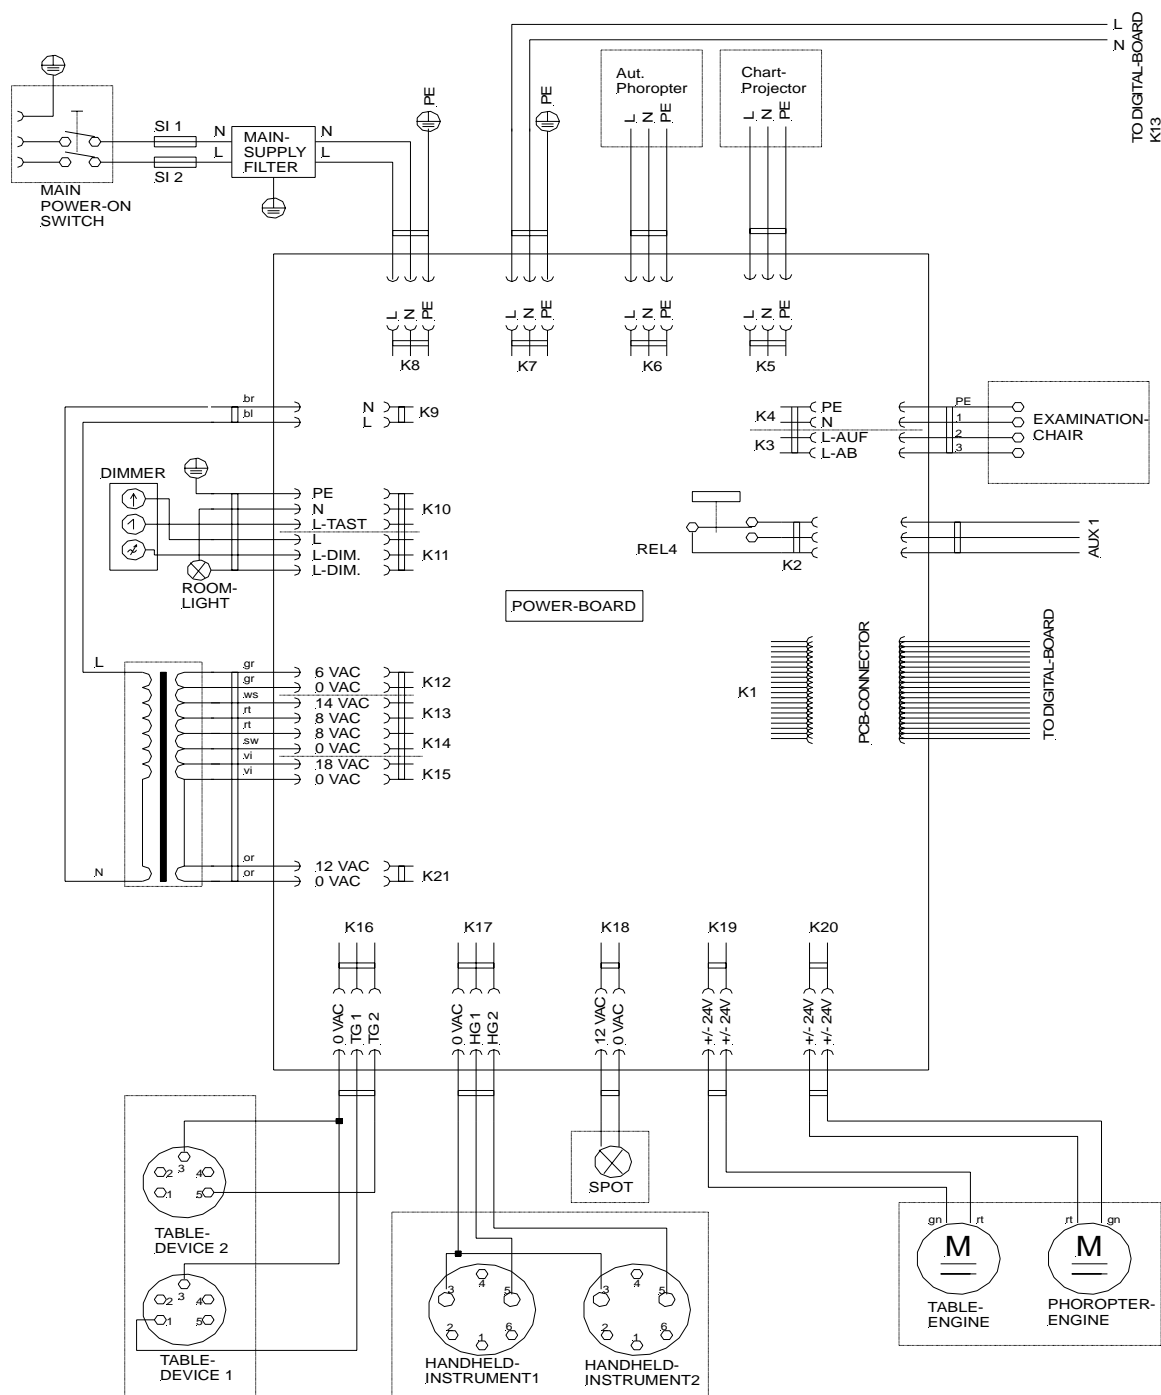 L
N
TO DIGITAL-BOARD
K13
Aut.
Phoropter
L
N
PE
Chart-
Projector
L
N
PE
PE
PE
SI 1
SI 2
N
L
MAIN-
SUPPLY
FILTER
N
L
MAIN
POWER-ON
SWITCH
L
N
PE
K8
L
N
PE
K7
L
N
PE
K6
L
N
PE
K5
br
bl
N
L
K9
K4
K3
PE
N
L-AUF
L-AB
PE
1
2
3
EXAMINATION-
CHAIR
DIMMER
ROOM-
LIGHT
PE
N
L-TAST
L
L-DIM.
L-DIM.
K10
K11
REL4
K2
AUX 1
POWER-BOARD
K1
PCB-CONNECTOR
TO DIGITAL-BOARD
L
N
gr
gr
ws
rt
rt
sw
vi
vi
6 VAC
0 VAC
14 VAC
8 VAC
8 VAC
0 VAC
18 VAC
0 VAC
K12
K13
K14
K15
or
or
12 VAC
0 VAC
K21
K16
K17
K18
K19
K20
0 VAC
TG 1
TG 2
0 VAC
HG 1
HG 2
12 VAC
0 VAC
+/- 24V
+/- 24V
+/- 24V
+/- 24V
2
3
4
1
5
TABLE-
DEVICE 2
2
3
4
1
5
TABLE-
DEVICE 1
3
4
5
2
1
6
HANDHELD-
INSTRUMENT1
3
4
5
2
1
6
HANDHELD-
INSTRUMENT2
SPOT
gn
rt
M
TABLE-
ENGINE
rt
gn
M
PHOROPTER-
ENGINE